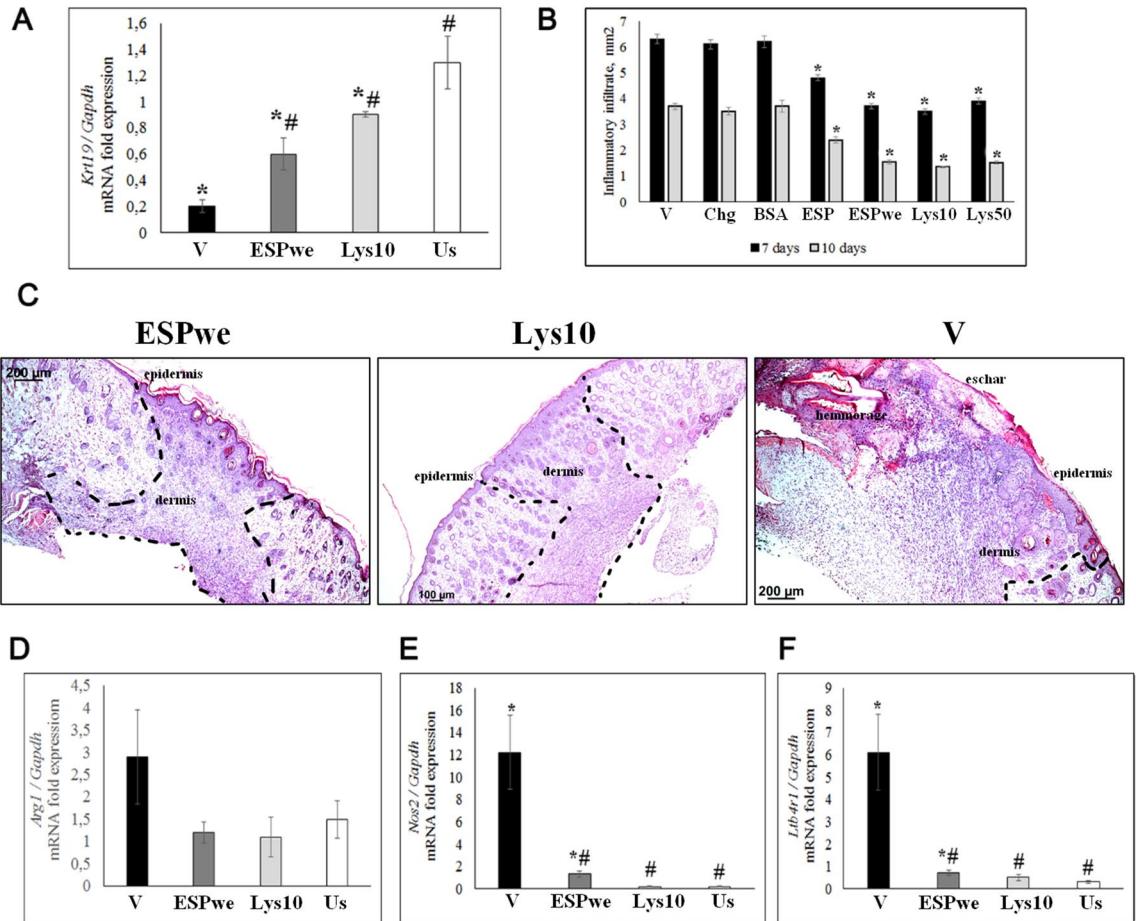 A
Krt19 / Gapdh
mRNA fold expression
1,6
1,4
1,2
1
0,8
0,6
0,4
0,2
0
*
*#
*#
#
V ESPwe Lys10 Us
B
Inflammatory infiltrate, mm2
7
6
5
4
3
2
1
0
* * * *
* * * *
V Chg BSA ESP ESPwe Lys10 Lys50
7 days 10 days
C
ESPwe Lys10 V
200 µm
epidermis
dermis
epidermis
dermis
100 µm
eschar
hemmorage
epidermis
dermis
200 µm
D
Arg1 / Gapdh
mRNA fold expression
4,5
4
3,5
3
2,5
2
1,5
1
0,5
0
V ESPwe Lys10 Us
E
Nos2 / Gapdh
mRNA fold expression
18
16
14
12
10
8
6
4
2
0
*
*#
#
#
V ESPwe Lys10 Us
F
Ltb4r1 / Gapdh
mRNA fold expressiom
9
8
7
6
5
4
3
2
1
0
*
*#
#
#
V ESPwe Lys10 Us